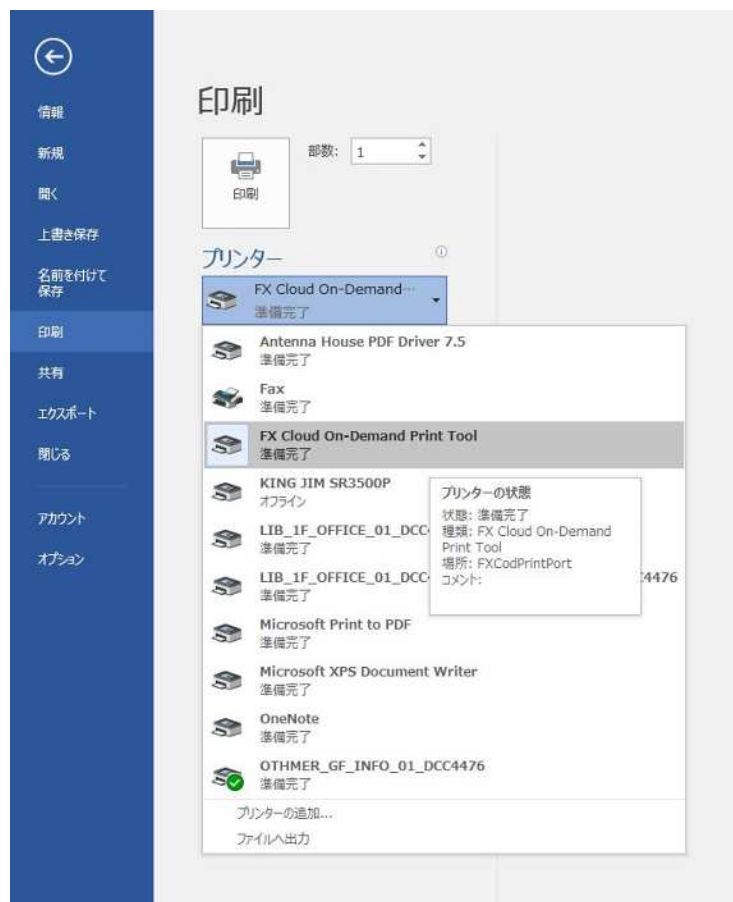 情報
新規
開く
上書き保存
名前を付けて
保存
印刷
共有
エクスポート
閉じる
アカウント
オプション
印刷
印刷
部数: 1
プリンター
FX Cloud On-Demand…
準備完了
Antenna House PDF Driver 7.5
準備完了
Fax
準備完了
FX Cloud On-Demand Print Tool
準備完了
KING JIM SR3500P
オフライン
LIB_1F_OFFICE_01_DCC
準備完了
LIB_1F_OFFICE_01_DCC 4476
準備完了
プリンターの状態
状態: 準備完了
種類: FX Cloud On-Demand
Print Tool
場所: FXCodPrintPort
コメント:
Microsoft Print to PDF
準備完了
Microsoft XPS Document Writer
準備完了
OneNote
準備完了
OTHMER_GF_INFO_01_DCC4476
準備完了
プリンターの追加...
ファイルへ出力